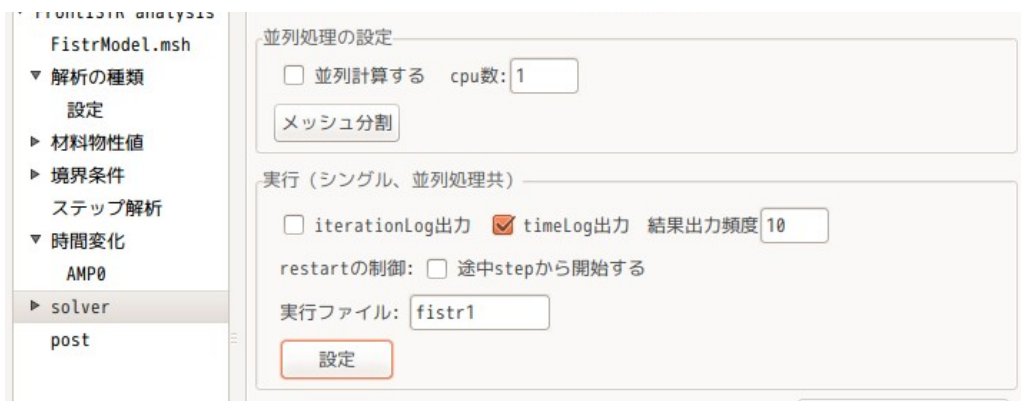 FrontISTR analysis
FistrModel.msh
解析の種類
設定
材料物性値
境界条件
ステップ解析
時間変化
AMP0
solver
post
並列処理の設定
並列計算する cpu数: 1
メッシュ分割
実行 (シングル、並列処理共)
iterationLog出力 timeLog出力 結果出力頻度 10
restartの制御: 途中stepから開始する
実行ファイル: fistr1
設定